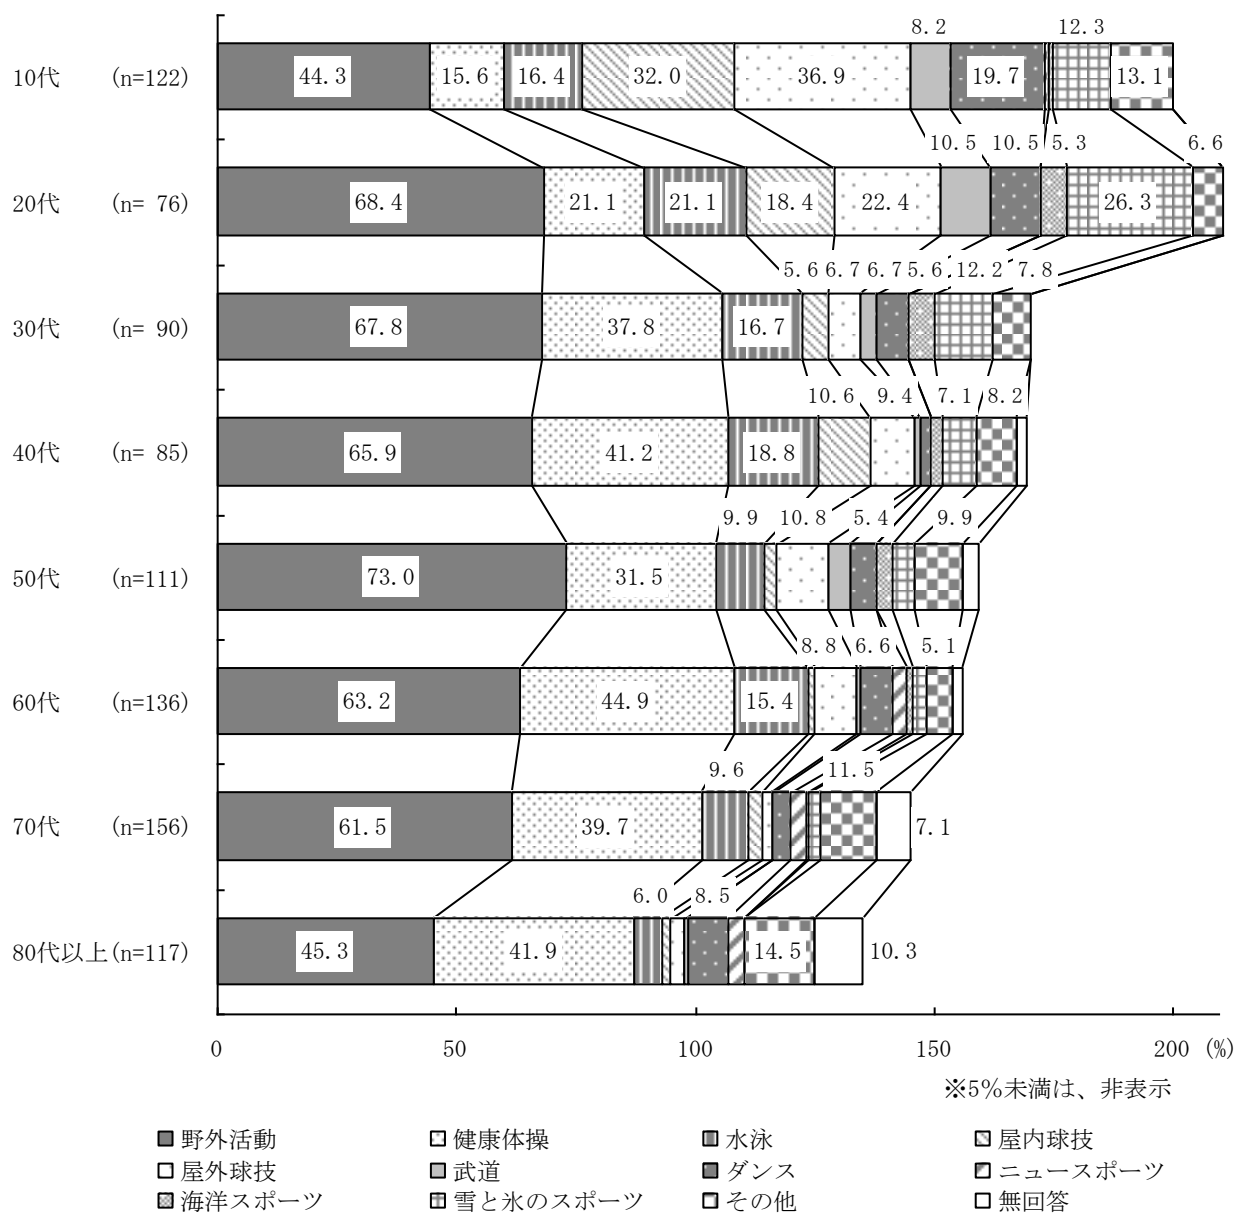 8.2 12.3
10代 (n=122) 44.3 15.6 16.4 32.0 36.9 19.7 13.1
10.5 10.5 5.3 6.6
20代 (n= 76) 68.4 21.1 21.1 18.4 22.4 26.3
5.6 6.7 6.7 5.6 12.2 7.8
30代 (n= 90) 67.8 37.8 16.7
10.6 9.4 7.1 8.2
40代 (n= 85) 65.9 41.2 18.8
9.9 10.8 5.4 9.9
50代 (n=111) 73.0 31.5
8.8 6.6 5.1
60代 (n=136) 63.2 44.9 15.4
9.6 11.5
70代 (n=156) 61.5 39.7 7.1
6.0 8.5
80代以上(n=117) 45.3 41.9 14.5 10.3
0 50 100 150 200 (%)
※5%未満は、非表示
野外活動 健康体操 水泳 屋内球技
屋外球技 武道 ダンス ニュースポーツ
海洋スポーツ 雪と氷のスポーツ その他 無回答